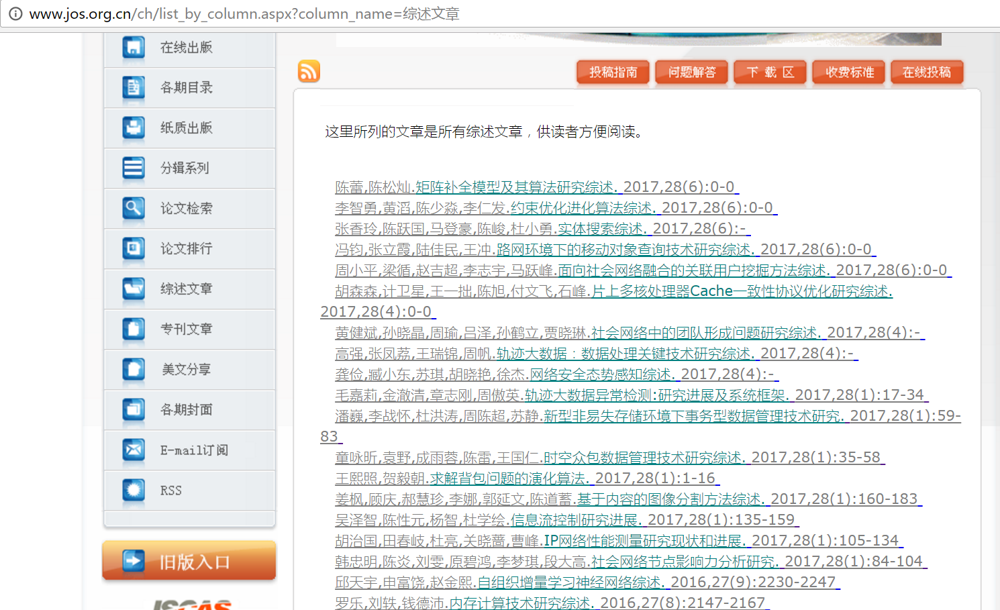 www.jos.org.cn/ch/list_by_column.aspx?column_name=综述文章
在线出版
各期目录
纸质出版
分辑系列
论文检索
论文排行
综述文章
专刊文章
美文分享
各期封面
E-mail订阅
RSS
旧版入口
ISCAS
投稿指南 问题解答 下 载 区 收费标准 在线投稿
这里所列的文章是所有综述文章，供读者方便阅读。
陈蕾,陈松灿.矩阵补全模型及其算法研究综述. 2017,28(6):0-0
李智勇,黄滔,陈少淼,李仁发.约束优化进化算法综述. 2017,28(6):0-0
张香玲,陈跃国,马登豪,陈峻,杜小勇.实体搜索综述. 2017,28(6):-
冯钧,张立霞,陆佳民,王冲.路网环境下的移动对象查询技术研究综述. 2017,28(6):0-0
周小平,梁循,赵吉超,李志宇,马跃峰.面向社会网络融合的关联用户挖掘方法综述. 2017,28(6):0-0
胡森森,计卫星,王一拙,陈旭,付文飞,石峰.片上多核处理器Cache一致性协议优化研究综述.
2017,28(4):0-0
黄健斌,孙晓晶,周瑜,吕泽,孙鹤立,贾晓琳.社会网络中的团队形成问题研究综述. 2017,28(4):-
高强,张凤荔,王瑞锦,周帆.轨迹大数据：数据处理关键技术研究综述. 2017,28(4):-
龚俭,臧小东,苏琪,胡晓艳,徐杰.网络安全态势感知综述. 2017,28(4):-
毛嘉莉,金澈清,章志刚,周傲英.轨迹大数据异常检测:研究进展及系统框架. 2017,28(1):17-34
潘巍,李战怀,杜洪涛,周陈超,苏静.新型非易失存储环境下事务型数据管理技术研究. 2017,28(1):59-
83
童咏昕,袁野,成雨蓉,陈雷,王国仁.时空众包数据管理技术研究综述. 2017,28(1):35-58
王熙照,贺毅朝.求解背包问题的演化算法. 2017,28(1):1-16
姜枫,顾庆,郝慧珍,李娜,郭延文,陈道蓄.基于内容的图像分割方法综述. 2017,28(1):160-183
吴泽智,陈性元,杨智,杜学绘.信息流控制研究进展. 2017,28(1):135-159
胡治国,田春岐,杜亮,关晓蔷,曹峰.IP网络性能测量研究现状和进展. 2017,28(1):105-134
韩忠明,陈炎,刘雯,原碧鸿,李梦琪,段大高.社会网络节点影响力分析研究. 2017,28(1):84-104
邱天宇,申富饶,赵金熙.自组织增量学习神经网络综述. 2016,27(9):2230-2247
罗乐,刘轶,钱德沛.内存计算技术研究综述. 2016,27(8):2147-2167